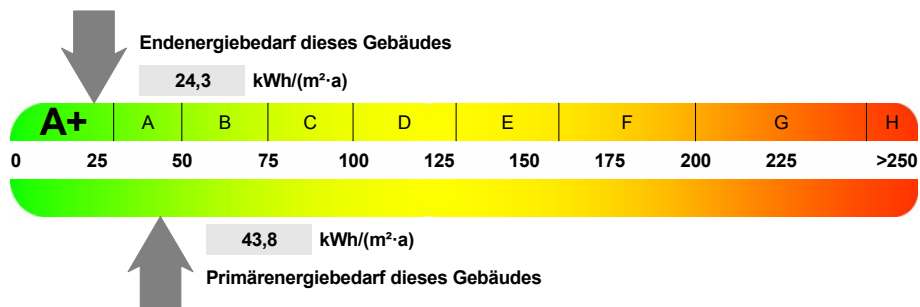 Endenergiebedarf dieses Gebäudes
24,3 kWh/(m²·a)
A+ A B C D E F G H
0 25 50 75 100 125 150 175 200 225 >250
43,8 kWh/(m²·a)
Primärenergiebedarf dieses Gebäudes